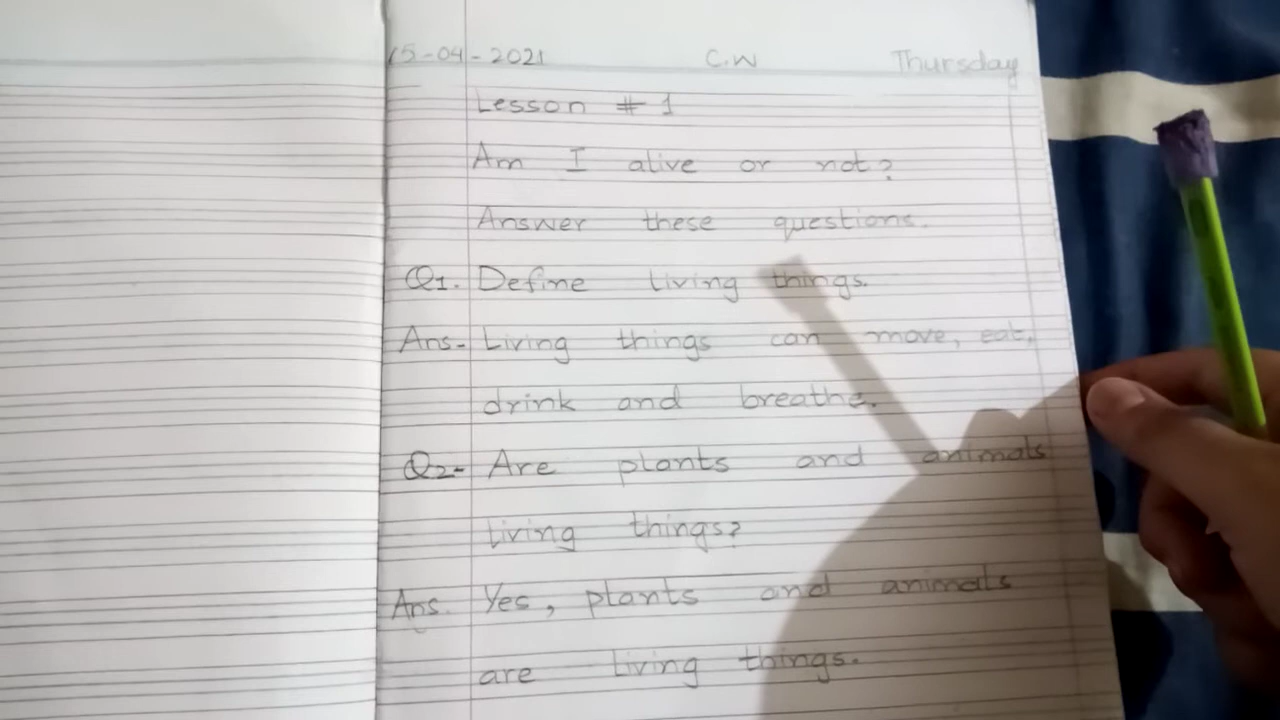 15-04-2021 C.W Thursday
Lesson # 1
Am I alive or not?
Answer these questions.
Q1. Define living things.
Ans- Living things can move, eat,
drink and breathe.
Q2- Are plants and animals
living things?
Ans. Yes, plants and animals
are living things.